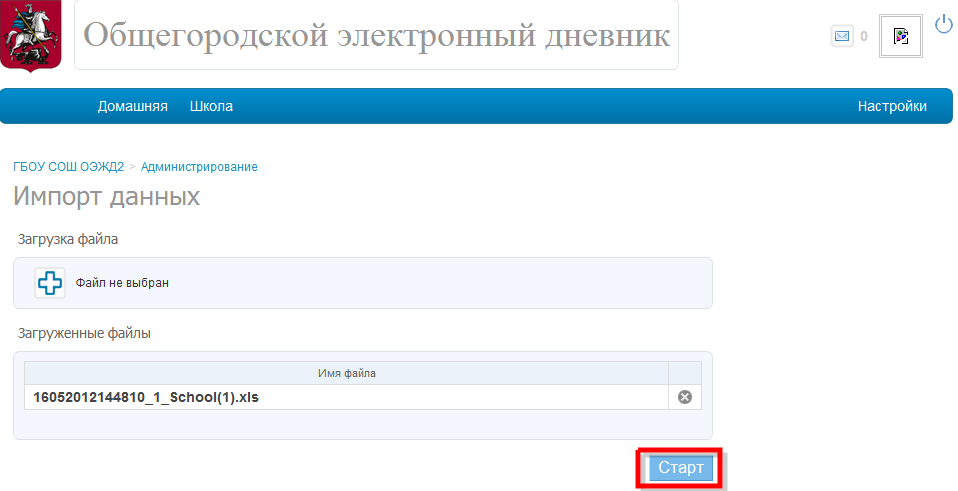 Общегородской электронный дневник
0
Домашняя Школа Настройки
ГБОУ СОШ ОЭЖД2 > Администрирование
Импорт данных
Загрузка файла
Файл не выбран
Загруженные файлы
Имя файла
16052012144810_1_School(1).xls
Старт